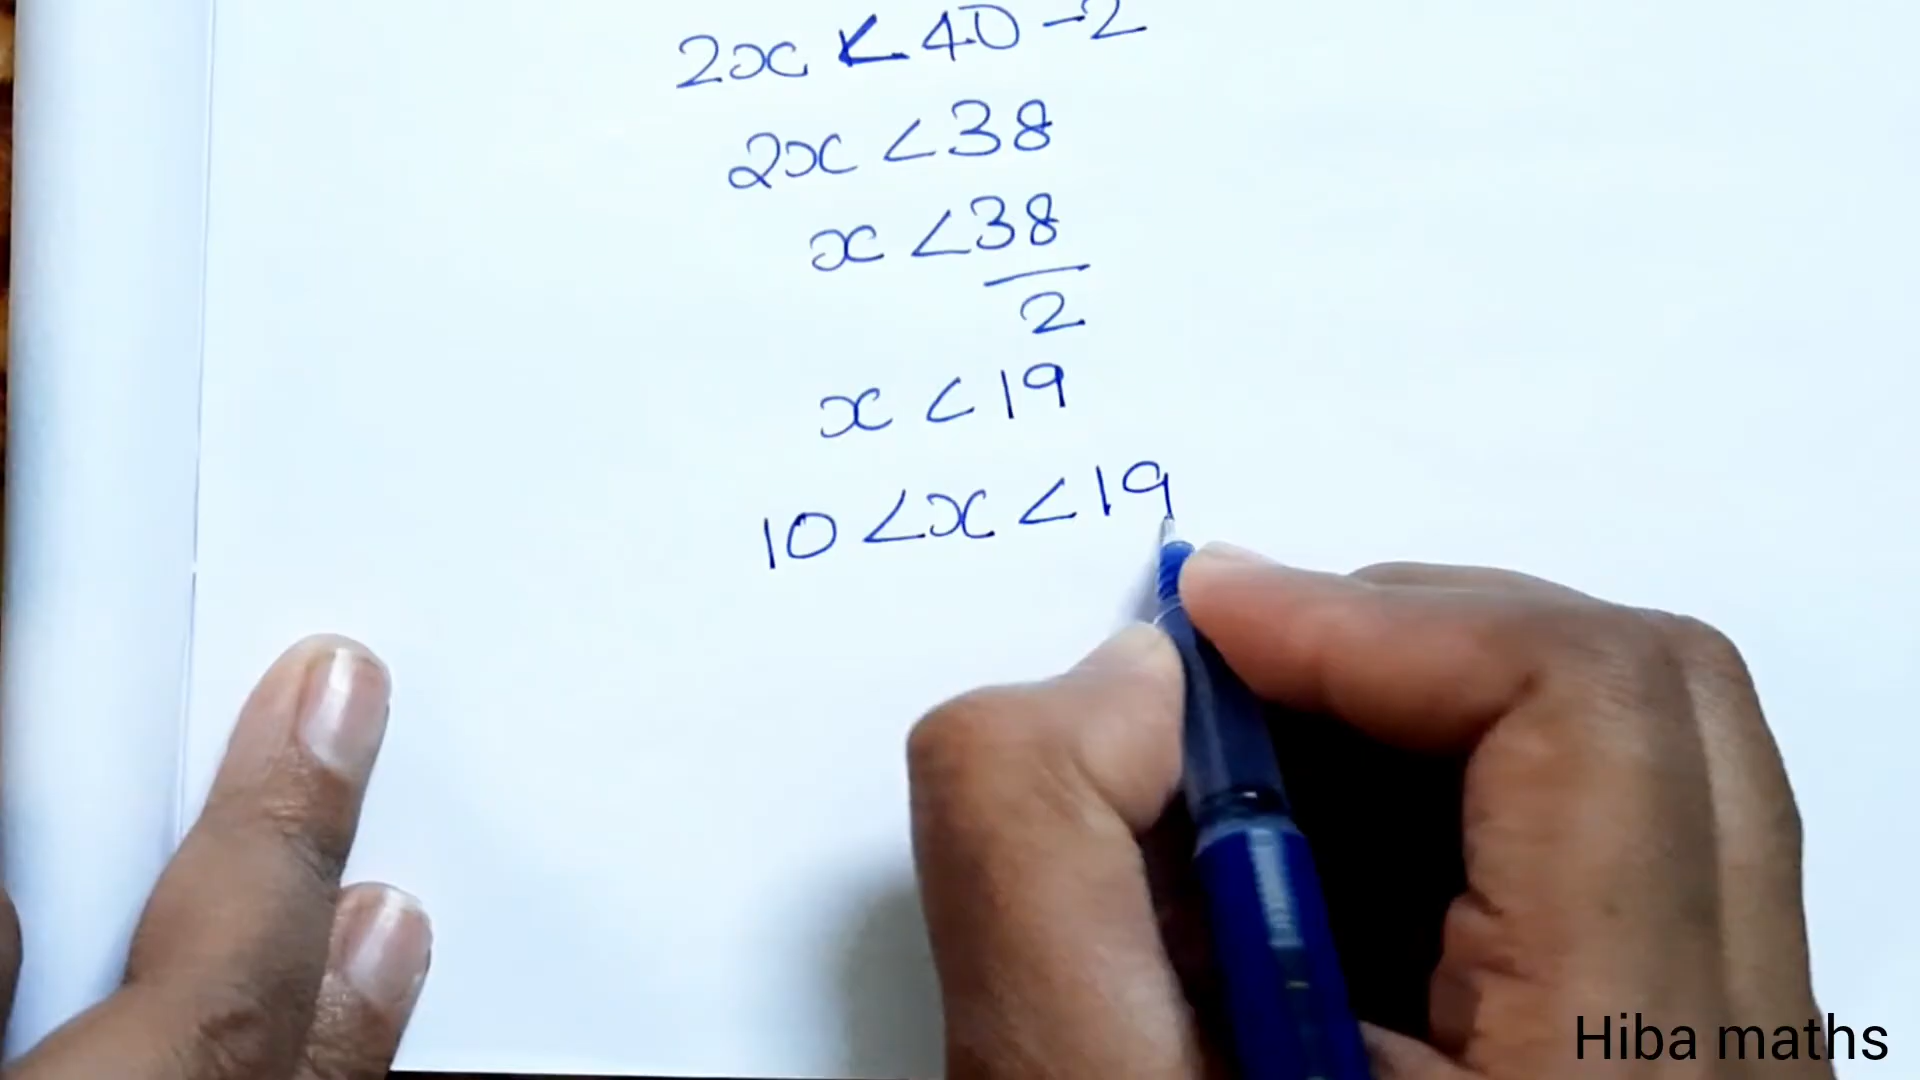 2x < 40 - 2
2x < 38
x < 38
2
x < 19
10 < x < 19
Hiba maths